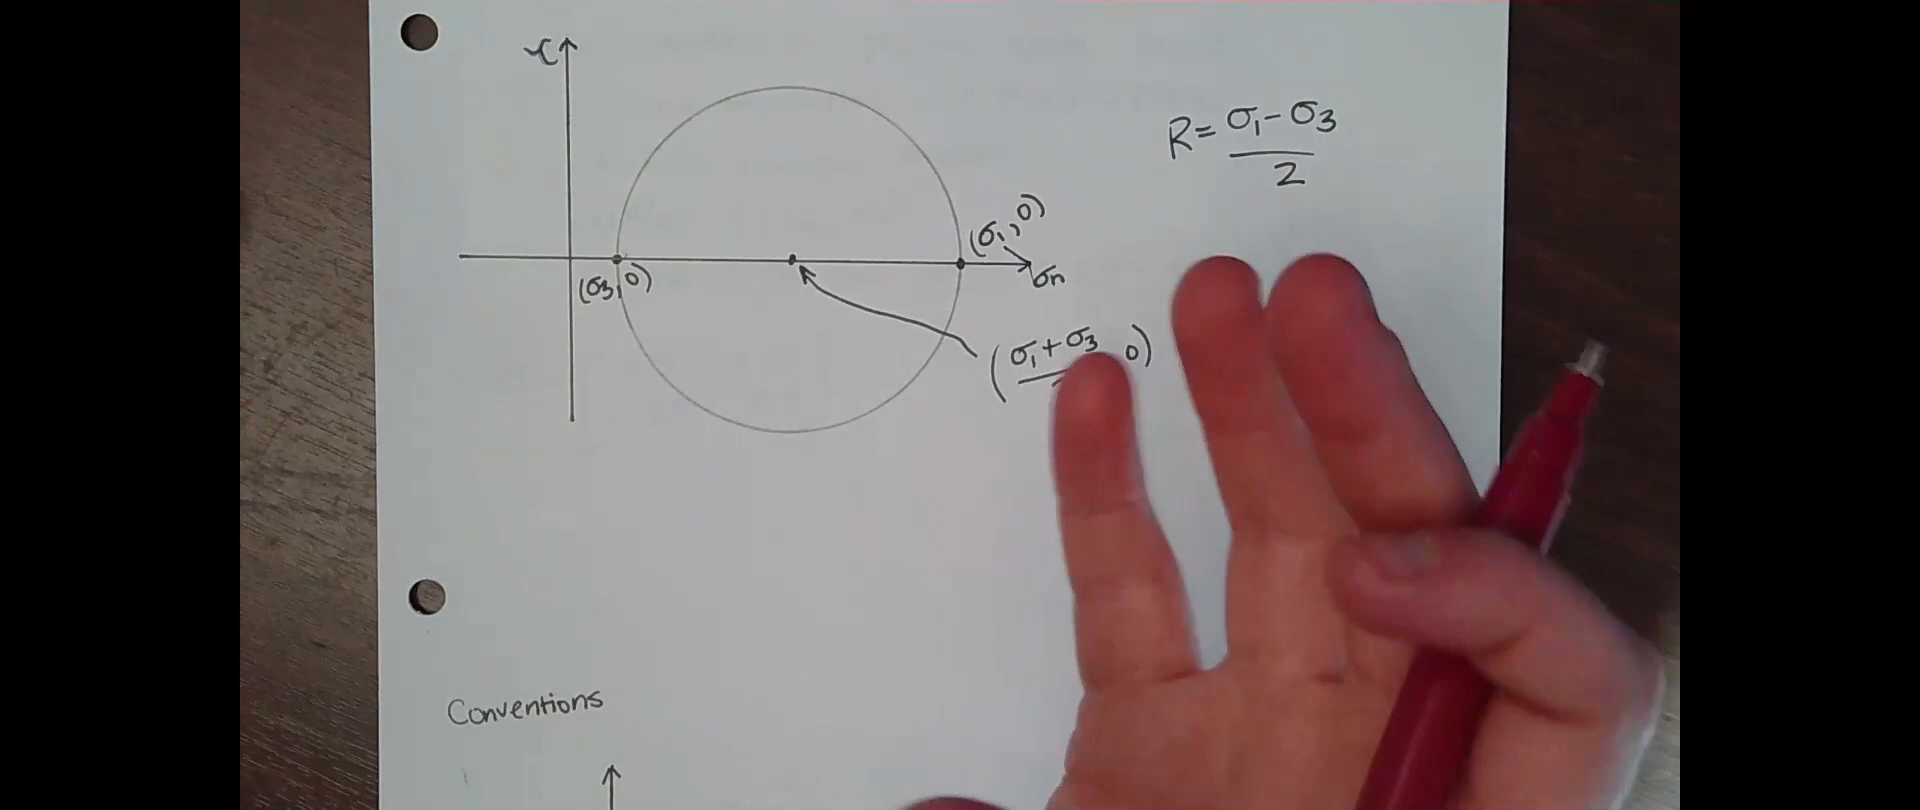 τ
R = σ₁ - σ₃
2
(σ₁, 0)
(σ₃, 0)
σn
(σ₁ + σ₃ 0)
Conventions